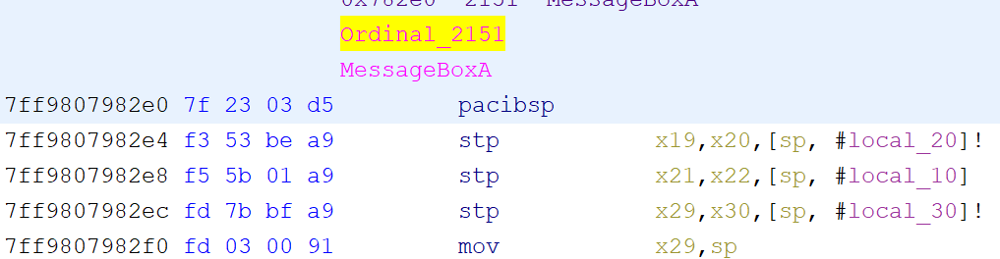 0x782e0 2151 MessageBoxA
Ordinal_2151
MessageBoxA
7ff9807982e0 7f 23 03 d5 pacibsp
7ff9807982e4 f3 53 be a9 stp x19,x20,[sp, #local_20]!
7ff9807982e8 f5 5b 01 a9 stp x21,x22,[sp, #local_10]
7ff9807982ec fd 7b bf a9 stp x29,x30,[sp, #local_30]!
7ff9807982f0 fd 03 00 91 mov x29,sp